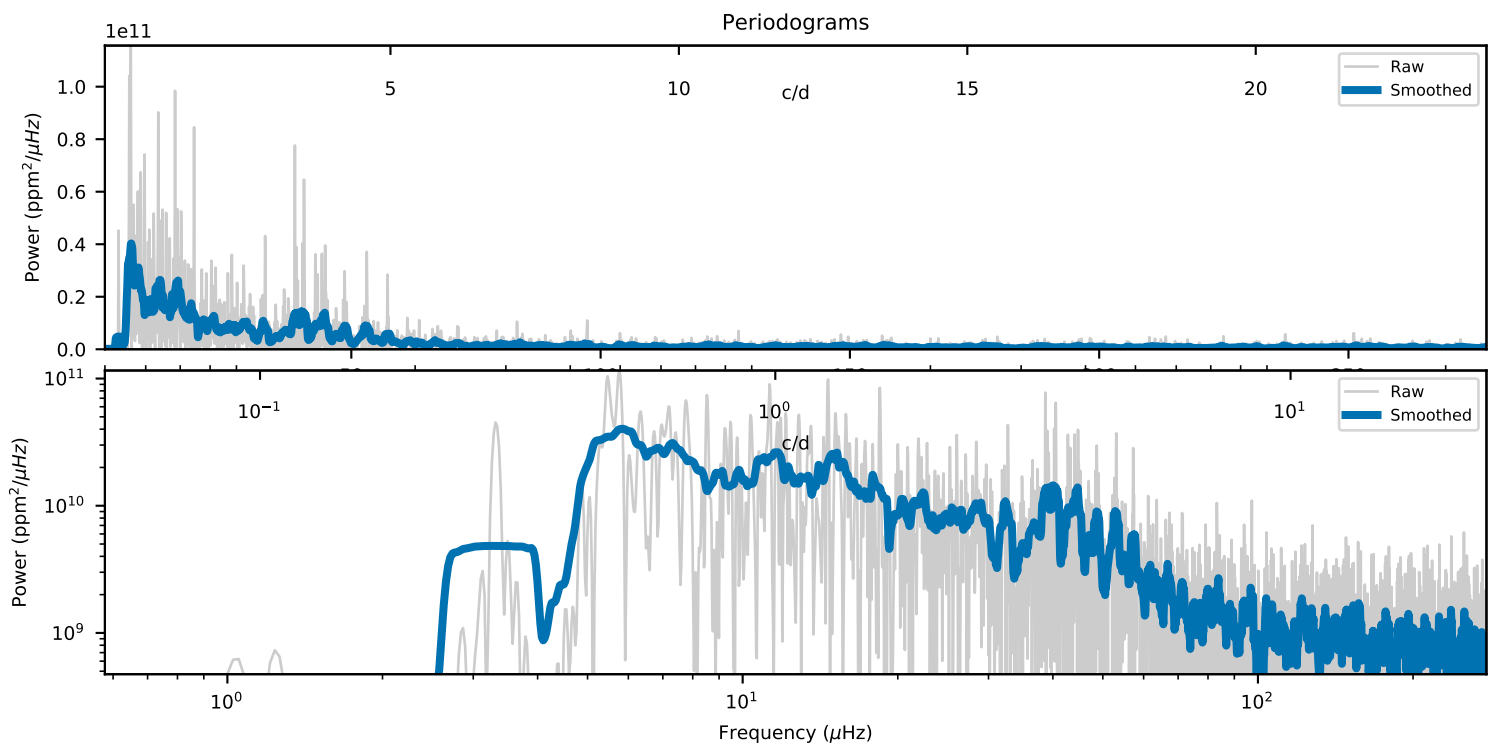 Periodograms
1e11
Raw
Smoothed
5
10
15
20
c/d
1.0
0.8
0.6
0.4
0.2
0.0
Power (ppm²/μHz)
Raw
Smoothed
10⁻¹
10⁰
10¹
c/d
10¹¹
10¹⁰
10⁹
Power (ppm²/μHz)
10⁰
10¹
10²
Frequency (μHz)